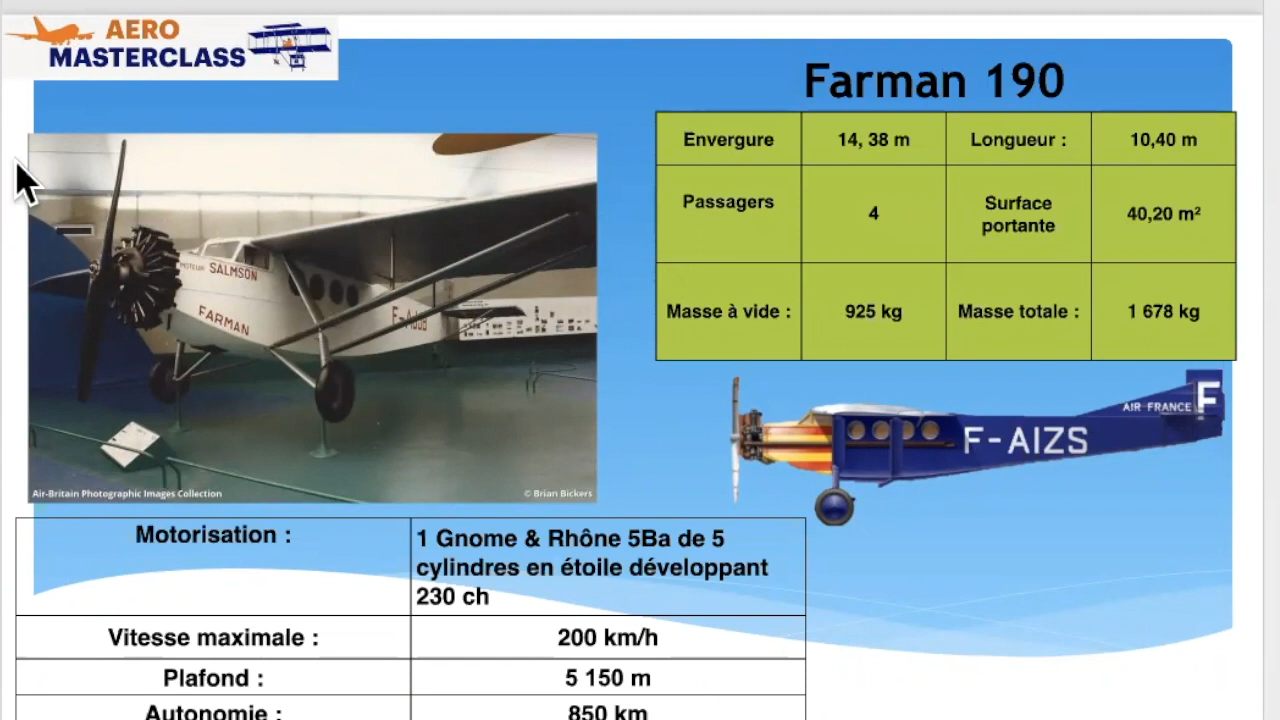 AERO
MASTERCLASS
Farman 190
Envergure
14, 38 m
Longueur :
10,40 m
Passagers
4
Surface
portante
40,20 m²
Masse à vide :
925 kg
Masse totale :
1 678 kg
MOTEUR SALMSON
FARMAN
Air-Britain Photographic Images Collection
© Brian Bickers
AIR FRANCE
F
F-AIZS
Motorisation :
1 Gnome & Rhône 5Ba de 5
cylindres en étoile développant
230 ch
Vitesse maximale :
200 km/h
Plafond :
5 150 m
Autonomie :
850 km